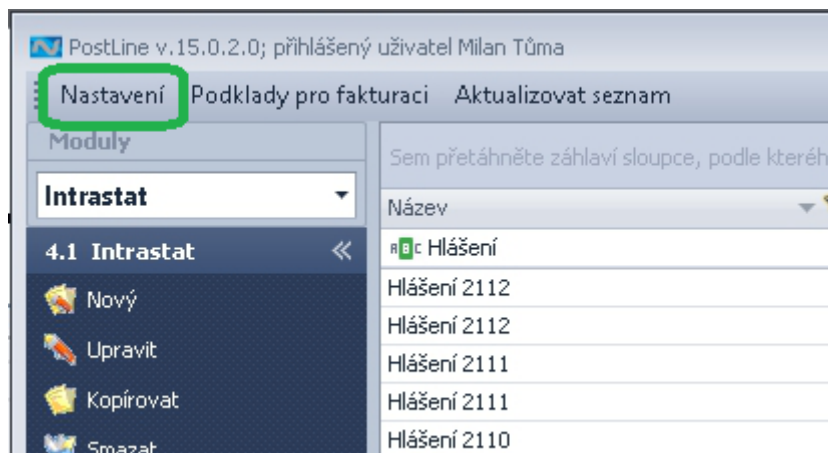 PostLine v.15.0.2.0; přihlášený uživatel Milan Tůma
Nastavení Podklady pro fakturaci Aktualizovat seznam
Moduly
Intrastat
4.1 Intrastat
Nový
Upravit
Kopírovat
Smazat
Sem přetáhněte záhlaví sloupce, podle kteréh
Název
Hlášení
Hlášení 2112
Hlášení 2112
Hlášení 2111
Hlášení 2111
Hlášení 2110